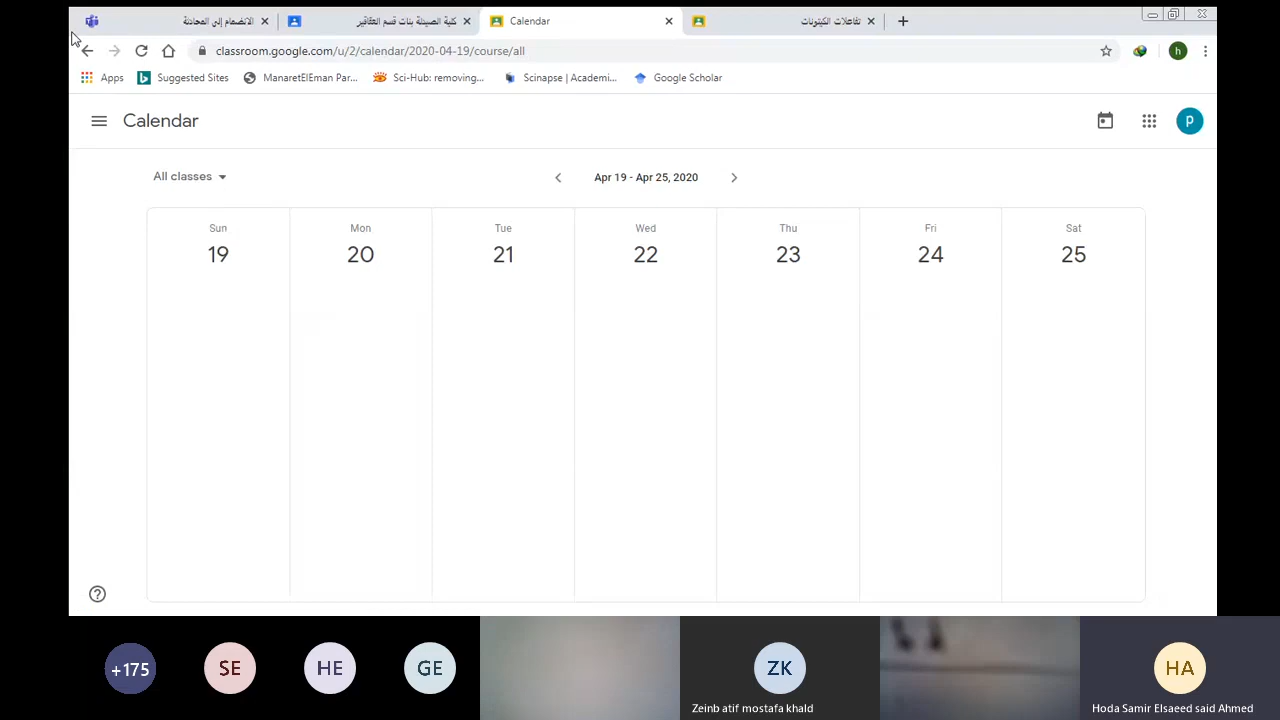 الانضمام إلى المحادثة
كلية الصيدلة بنات قسم العقاقير
Calendar
تفاعلات الكيتونات
classroom.google.com/u/2/calendar/2020-04-19/course/all
h
Apps
Suggested Sites
ManaretElEman Par...
Sci-Hub: removing...
Scinapse | Academi...
Google Scholar
Calendar
p
All classes
Apr 19 - Apr 25, 2020
Sun Mon Tue Wed Thu Fri Sat
19 20 21 22 23 24 25
+175
SE
HE
GE
ZK
HA
Zeinb atif mostafa khald
Hoda Samir Elsaeed said Ahmed